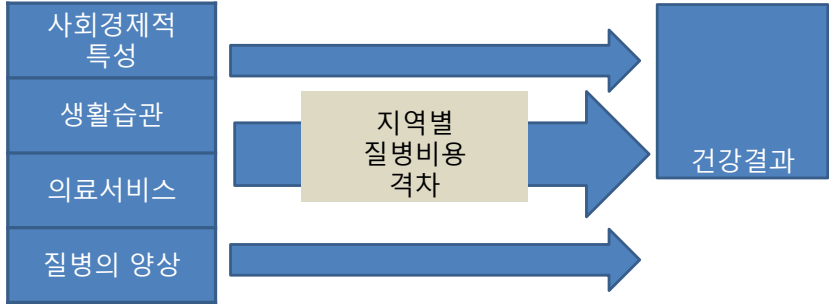 사회경제적
특성
생활습관
의료서비스
질병의 양상
지역별
질병비용
격차
건강결과